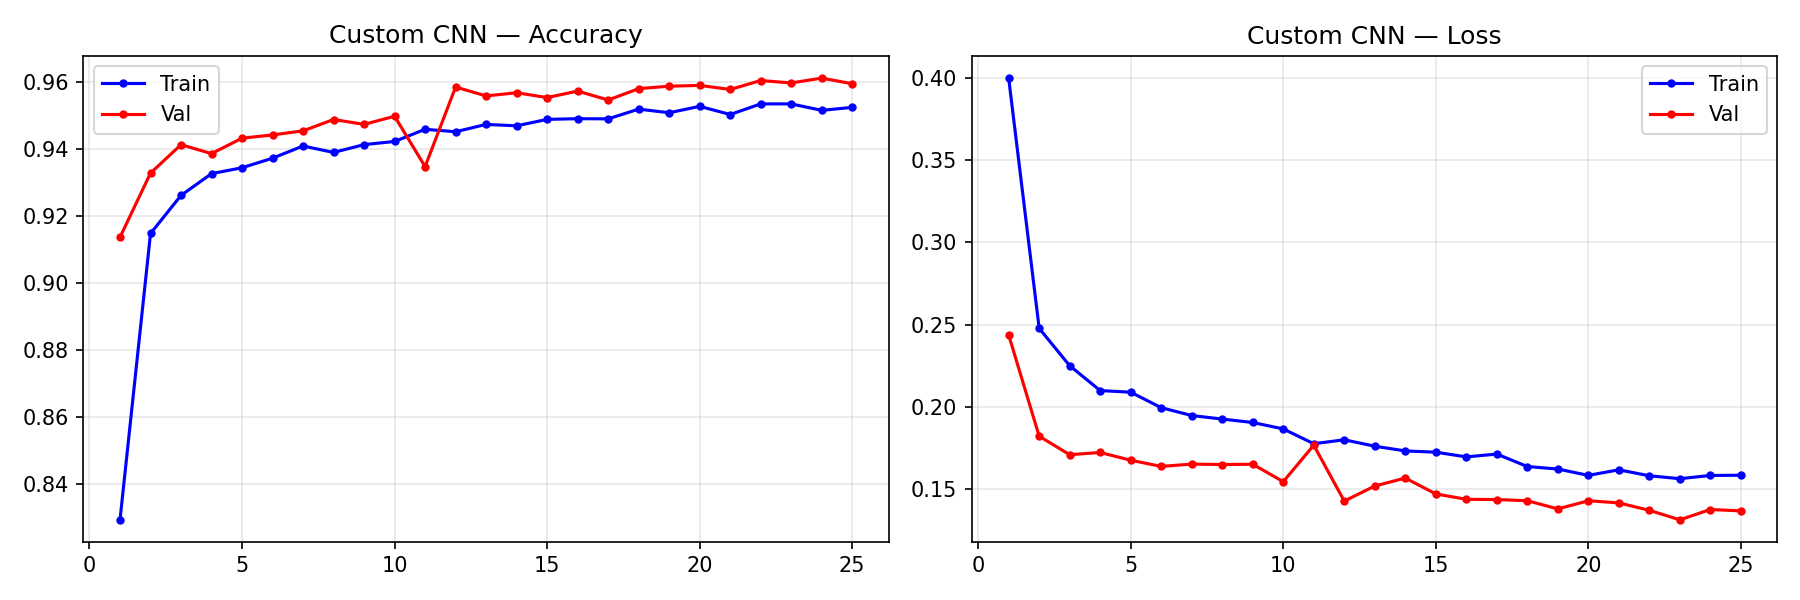 Custom CNN — Accuracy
0.96
0.94
0.92
0.90
0.88
0.86
0.84
Train
Val
0 5 10 15 20 25
Custom CNN — Loss
0.40
0.35
0.30
0.25
0.20
0.15
Train
Val
0 5 10 15 20 25